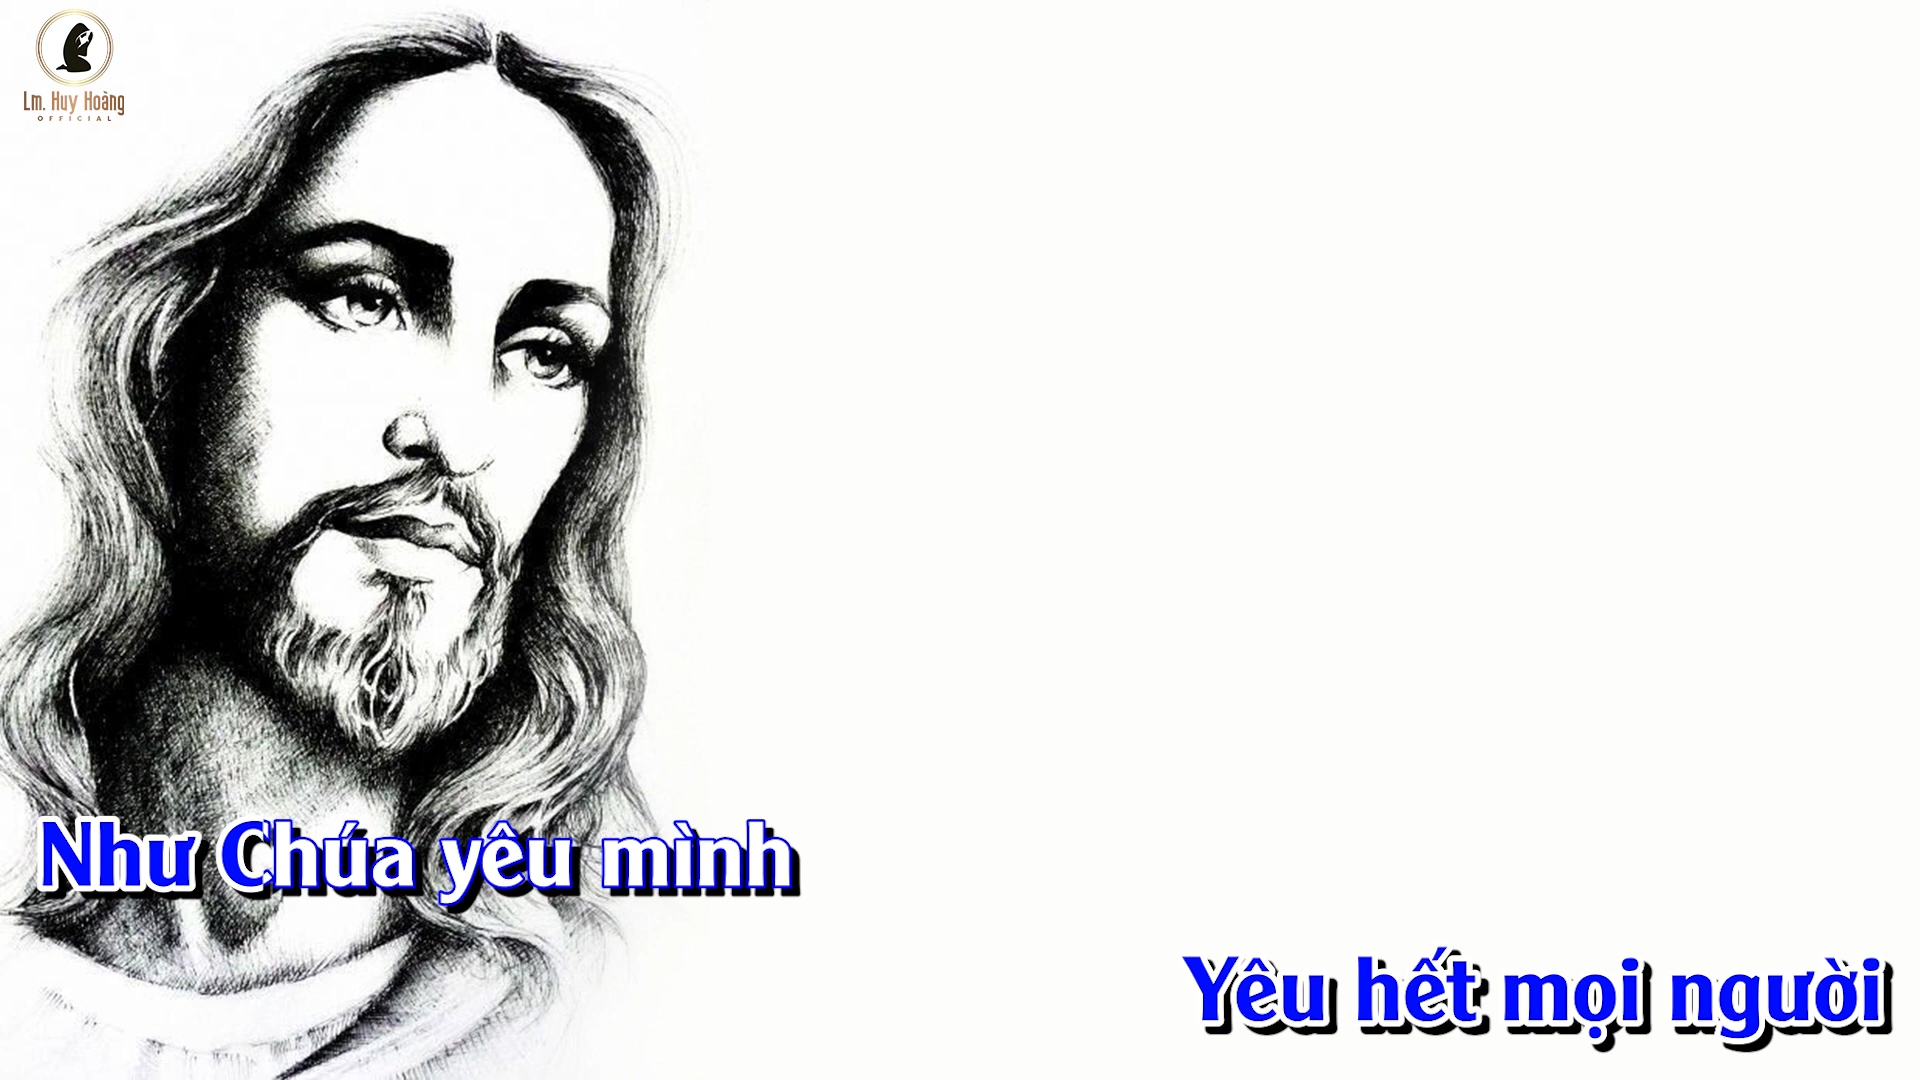 Lm. Huy Hoàng
OFFICIAL
Như Chúa yêu mình
Yêu hết mọi người